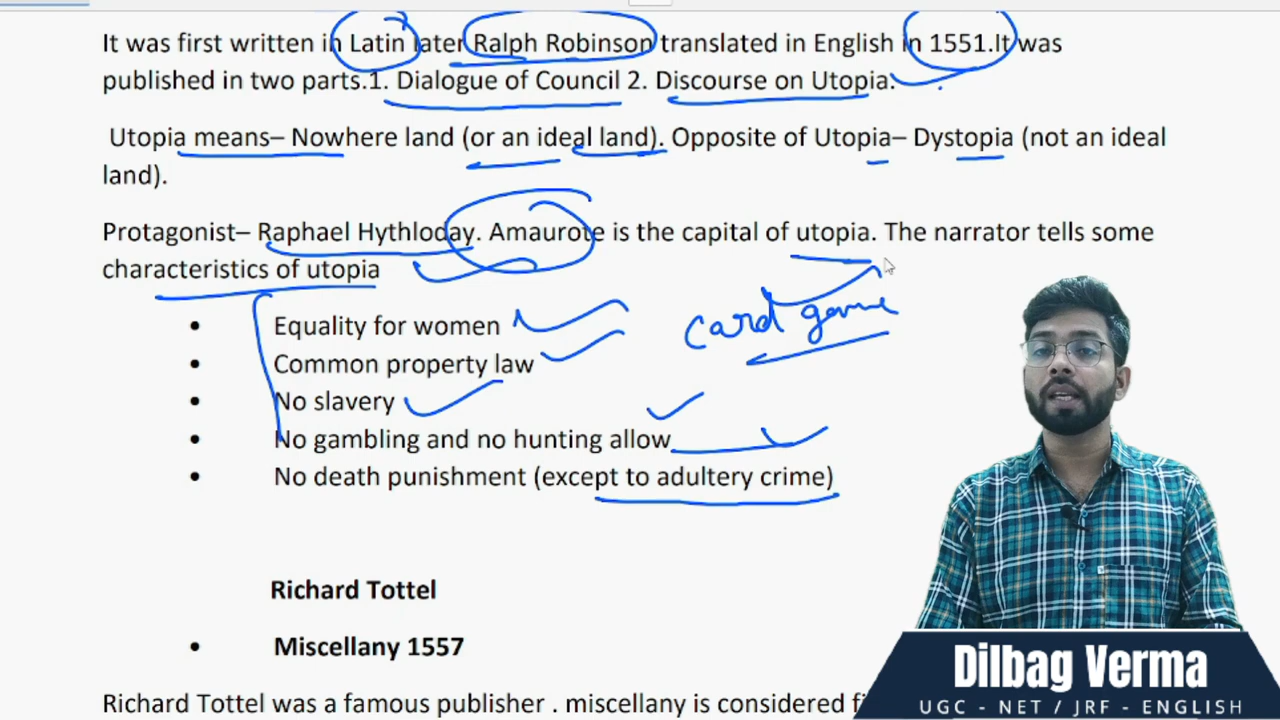 It was first written in Latin later Ralph Robinson translated in English in 1551.It was
published in two parts.1. Dialogue of Council 2. Discourse on Utopia.
Utopia means– Nowhere land (or an ideal land). Opposite of Utopia– Dystopia (not an ideal
land).
Protagonist– Raphael Hythloday. Amaurote is the capital of utopia. The narrator tells some
characteristics of utopia
• Equality for women
card game
• Common property law
• No slavery
• No gambling and no hunting allow
• No death punishment (except to adultery crime)
Richard Tottel
• Miscellany 1557
Richard Tottel was a famous publisher . miscellany is considered
Dilbag Verma
UGC - NET / JRF - ENGLISH